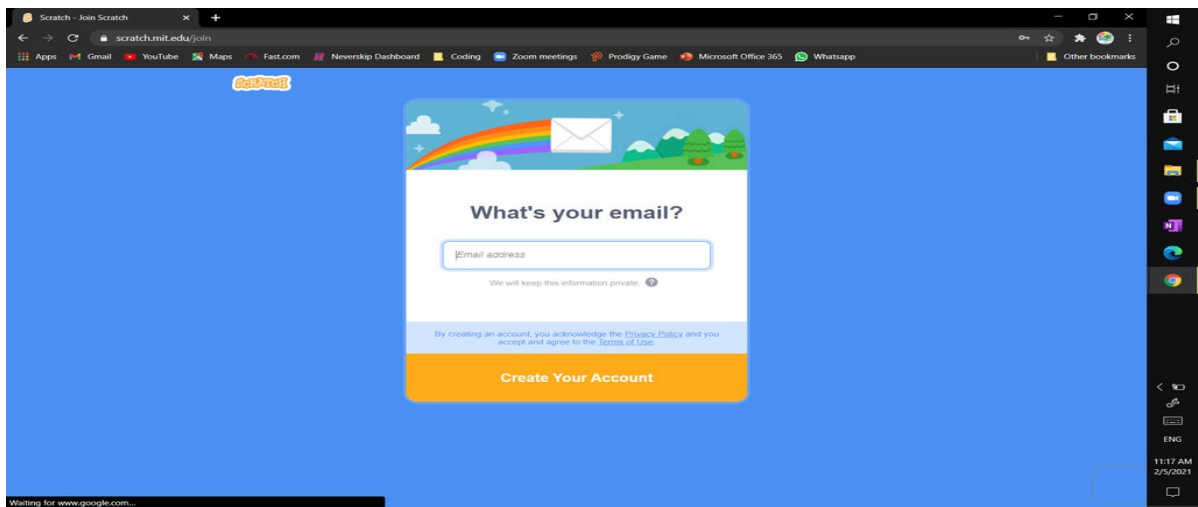 Scratch - Join Scratch
scratch.mit.edu/join
Apps Gmail YouTube Maps Fast.com Neverskip Dashboard Coding Zoom meetings Prodigy Game Microsoft Office 365 Whatsapp Other bookmarks
SCRATCH
What's your email?
Email address
We will keep this information private. ?
By creating an account, you acknowledge the Privacy Policy and you
accept and agree to the Terms of Use.
Create Your Account
ENG
11:17 AM
2/5/2021
Waiting for www.google.com...